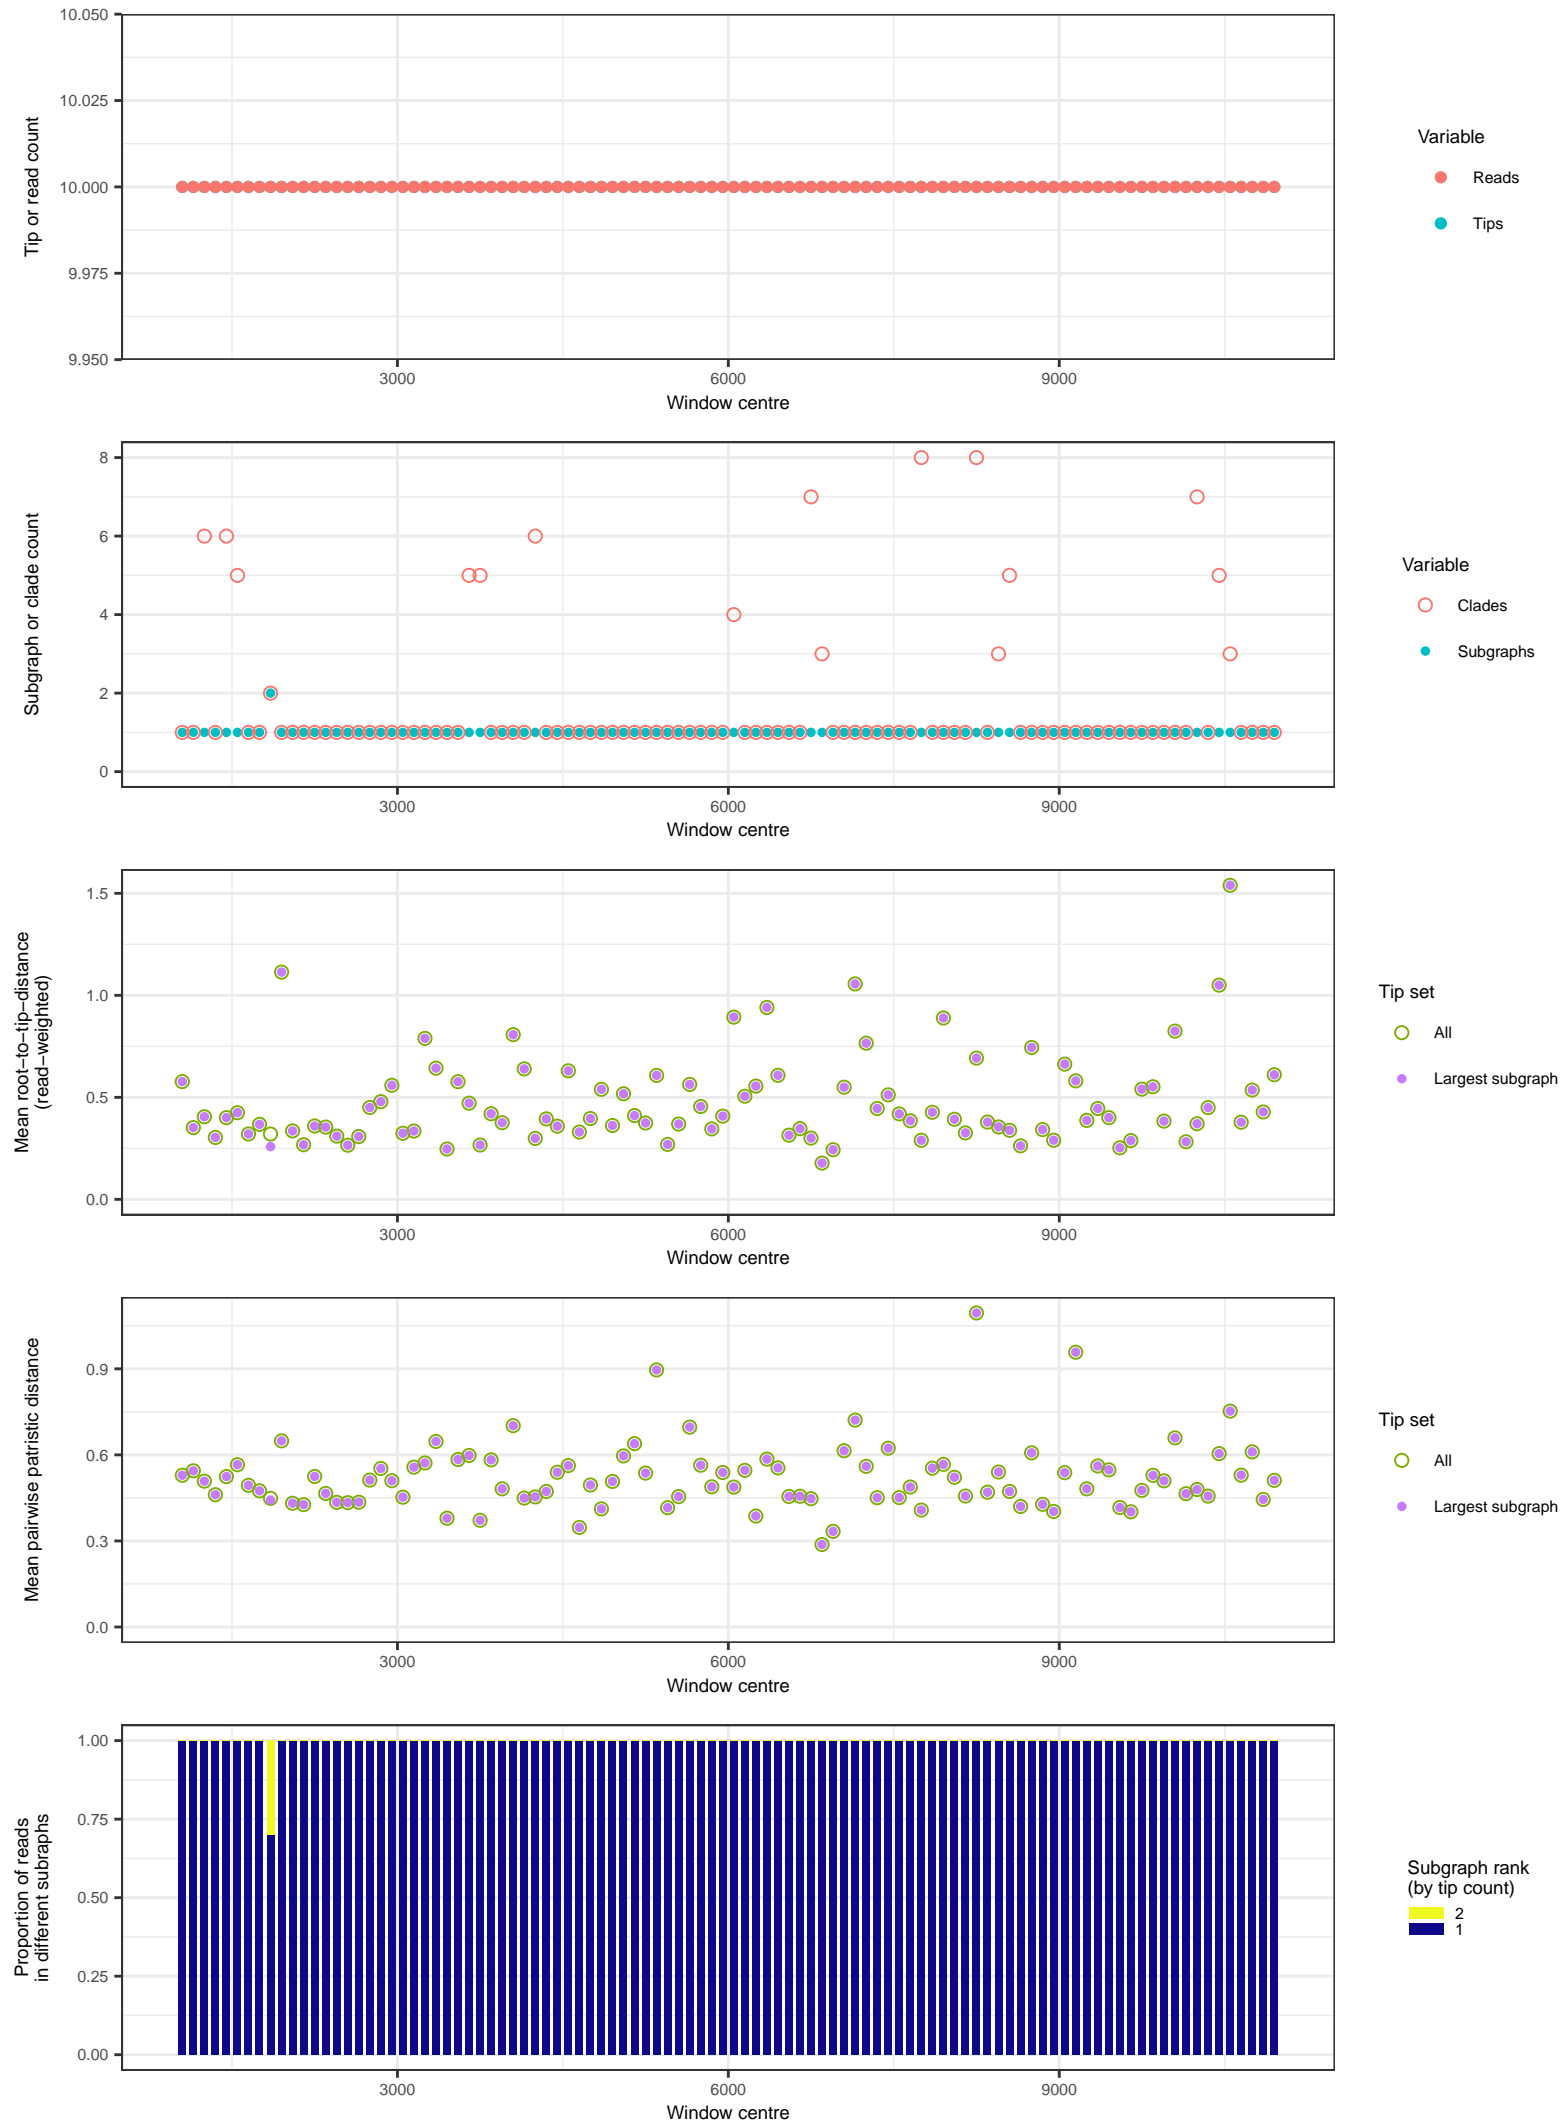 10.050
10.025
10.000
9.975
9.950
Tip or read count
3000
6000
9000
Window centre
Variable
Reads
Tips
8
6
4
2
0
Subgraph or clade count
3000
6000
9000
Window centre
Variable
Clades
Subgraphs
1.5
1.0
0.5
0.0
Mean root−to−tip−distance
(read−weighted)
3000
6000
9000
Window centre
Tip set
All
Largest subgraph
0.9
0.6
0.3
0.0
Mean pairwise patristic distance
3000
6000
9000
Window centre
Tip set
All
Largest subgraph
1.00
0.75
0.50
0.25
0.00
Proportion of reads
in different subraphs
3000
6000
9000
Window centre
Subgraph rank
(by tip count)
2
1